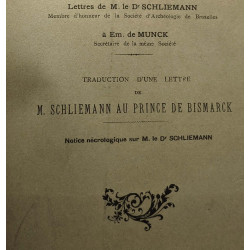 Lettres de M. le Dr SCHLIEMANN
Membre d'honneur de la Société d'Archéologie de Bruxelles
à Em. de MUNCK
Secrétaire de la même Société
TRADUCTION D'UNE LETTRE
DE
M. SCHLIEMANN AU PRINCE DE BISMARCK
Notice nécrologique sur M. le Dr SCHLIEMANN